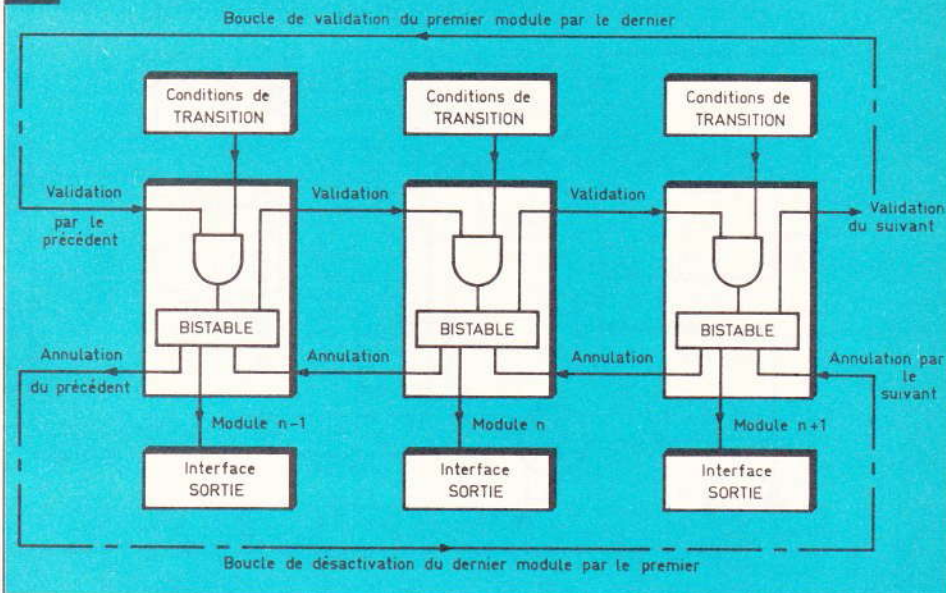 Boucle de validation du premier module par le dernier
Conditions de
TRANSITION
Conditions de
TRANSITION
Conditions de
TRANSITION
Validation
par le
précédent
Validation
Validation
Validation
du suivant
BISTABLE
BISTABLE
BISTABLE
Annulation
du précédent
Annulation
Annulation
Annulation par
le
suivant
Module n-1
Module n
Module n+1
Interface
SORTIE
Interface
SORTIE
Interface
SORTIE
Boucle de désactivation du dernier module par le premier